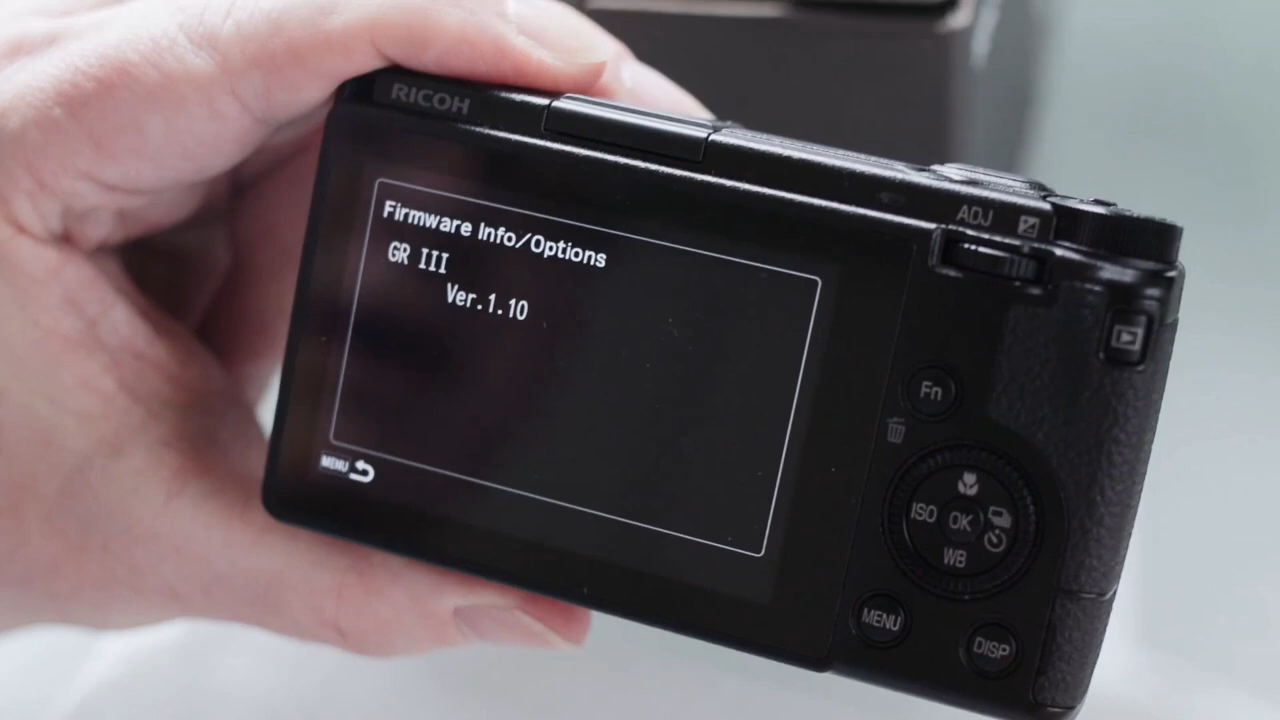 RICOH
ADJ
Firmware Info/Options
GR III
Ver.1.10
Fn
MENU
ISO
OK
WB
MENU
DISP